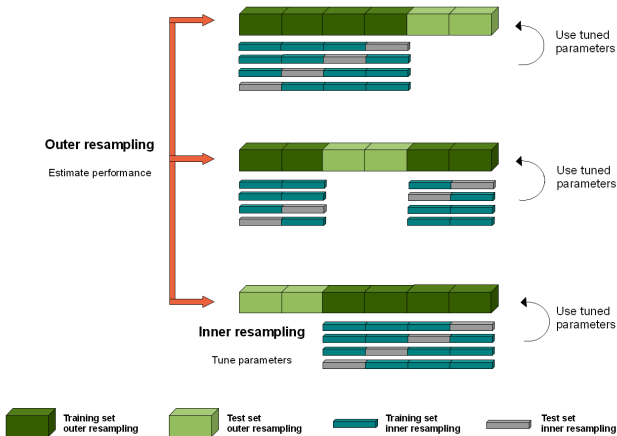 Use tuned
parameters
Outer resampling
Estimate performance
Use tuned
parameters
Inner resampling
Tune parameters
Use tuned
parameters
Training set
outer resampling
Test set
outer resampling
Training set
inner resampling
Test set
inner resampling